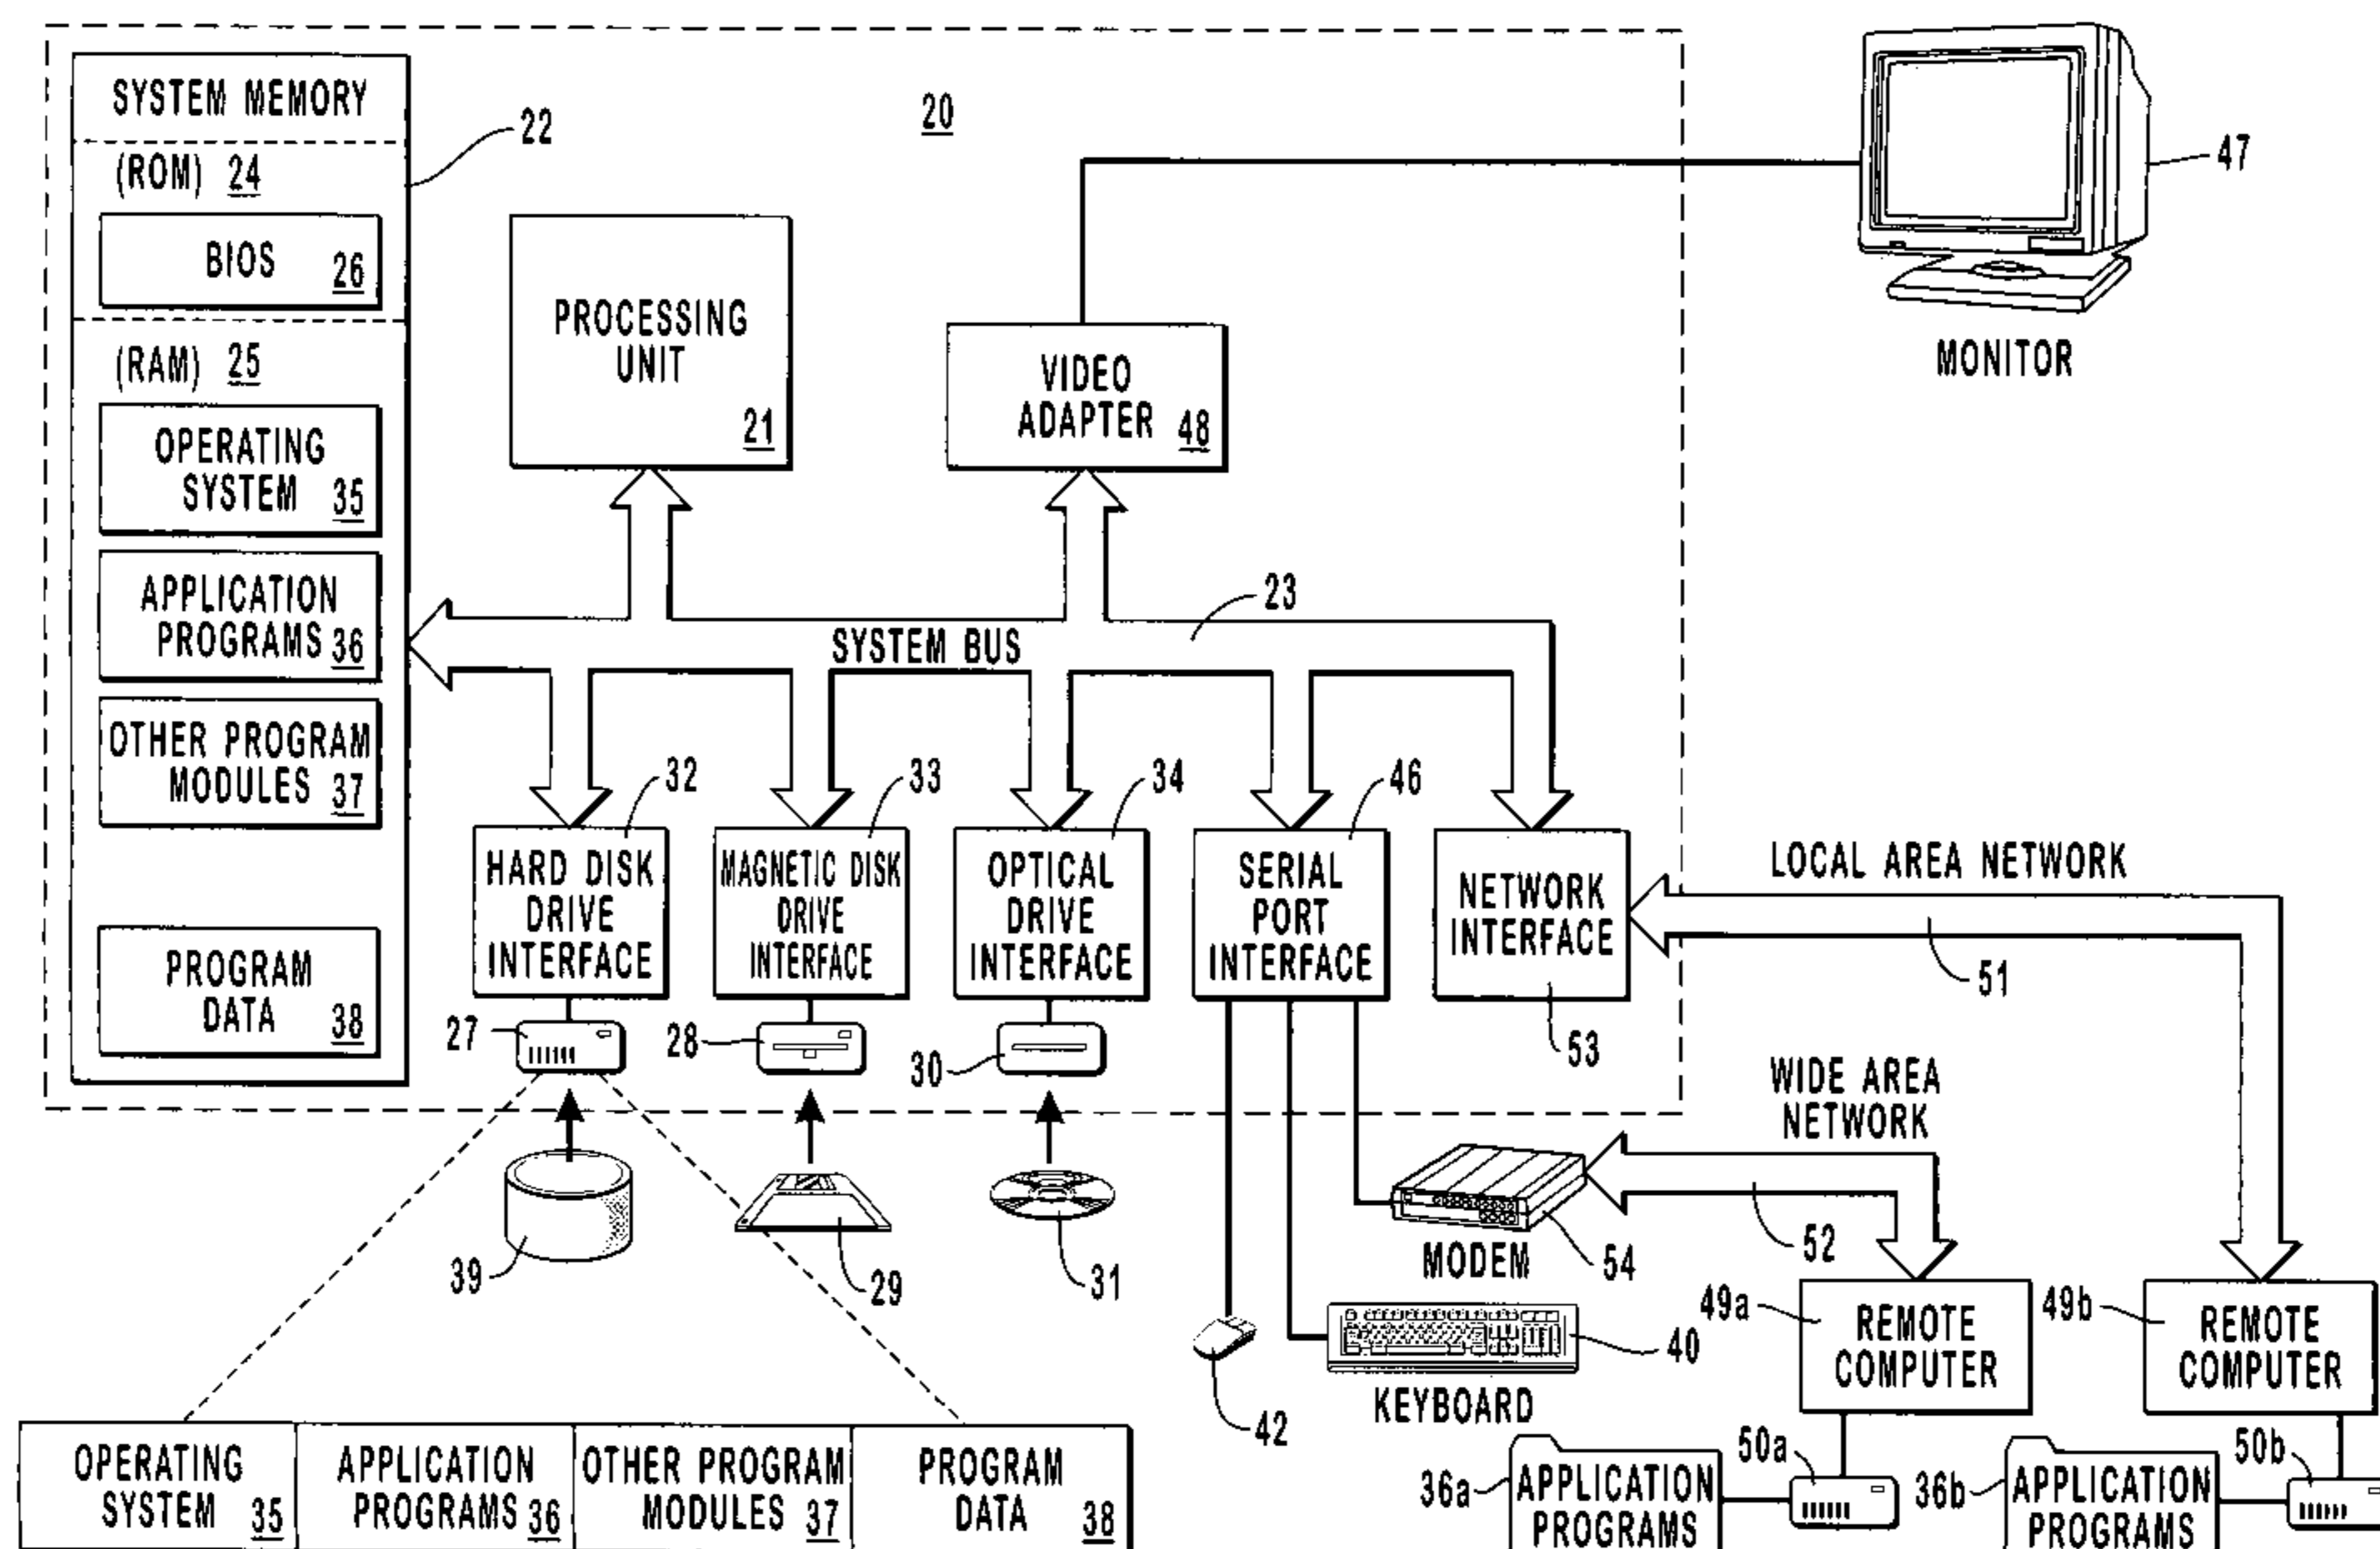 SYSTEM MEMORY
22
(ROM) 24
BIOS 26
(RAM) 25
OPERATING
SYSTEM 35
APPLICATION
PROGRAMS 36
OTHER PROGRAM
MODULES 37
PROGRAM
DATA 38
20
PROCESSING
UNIT
21
VIDEO
ADAPTER 48
47
MONITOR
23
SYSTEM BUS
32
HARD DISK
DRIVE
INTERFACE
33
MAGNETIC DISK
DRIVE
INTERFACE
34
OPTICAL
DRIVE
INTERFACE
46
SERIAL
PORT
INTERFACE
NETWORK
INTERFACE
53
LOCAL AREA NETWORK
51
27
28
30
WIDE AREA
NETWORK
52
39
29
31
MODEM
54
42
40
KEYBOARD
49a
REMOTE
COMPUTER
49b
REMOTE
COMPUTER
OPERATING
SYSTEM 35
APPLICATION
PROGRAMS 36
OTHER PROGRAM
MODULES 37
PROGRAM
DATA 38
36a
APPLICATION
PROGRAMS
50a
36b
APPLICATION
PROGRAMS
50b